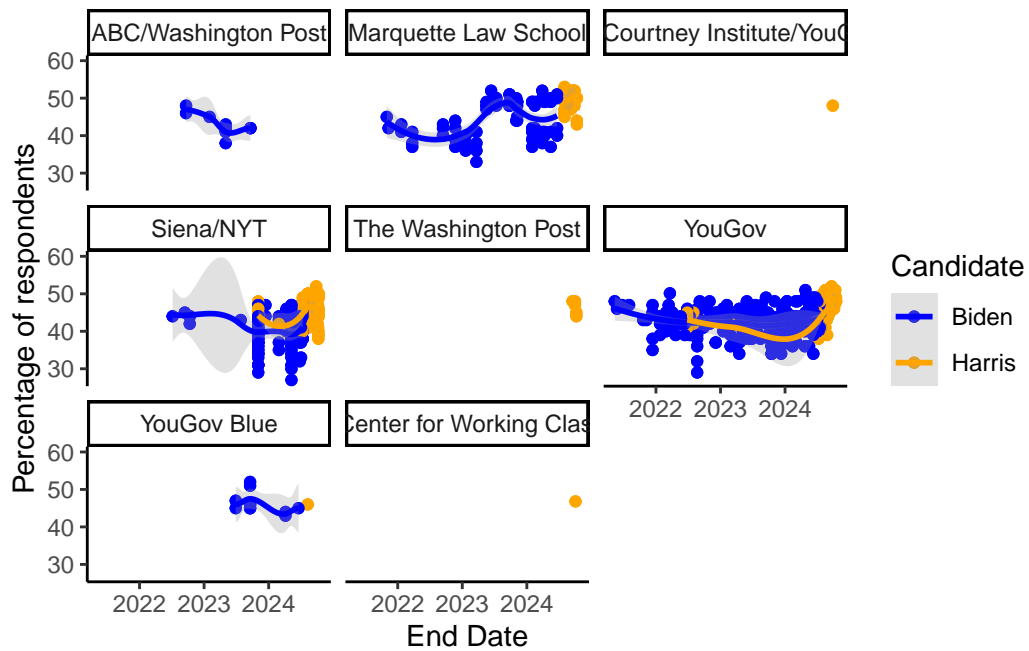 ABC/Washington Post
Marquette Law School
Courtney Institute/YouG
60
50
40
30
Siena/NYT
The Washington Post
YouGov
60
50
40
30
2022 2023 2024
YouGov Blue
Center for Working Clas
60
50
40
30
2022 2023 2024
2022 2023 2024
End Date
Percentage of respondents
Candidate
Biden
Harris